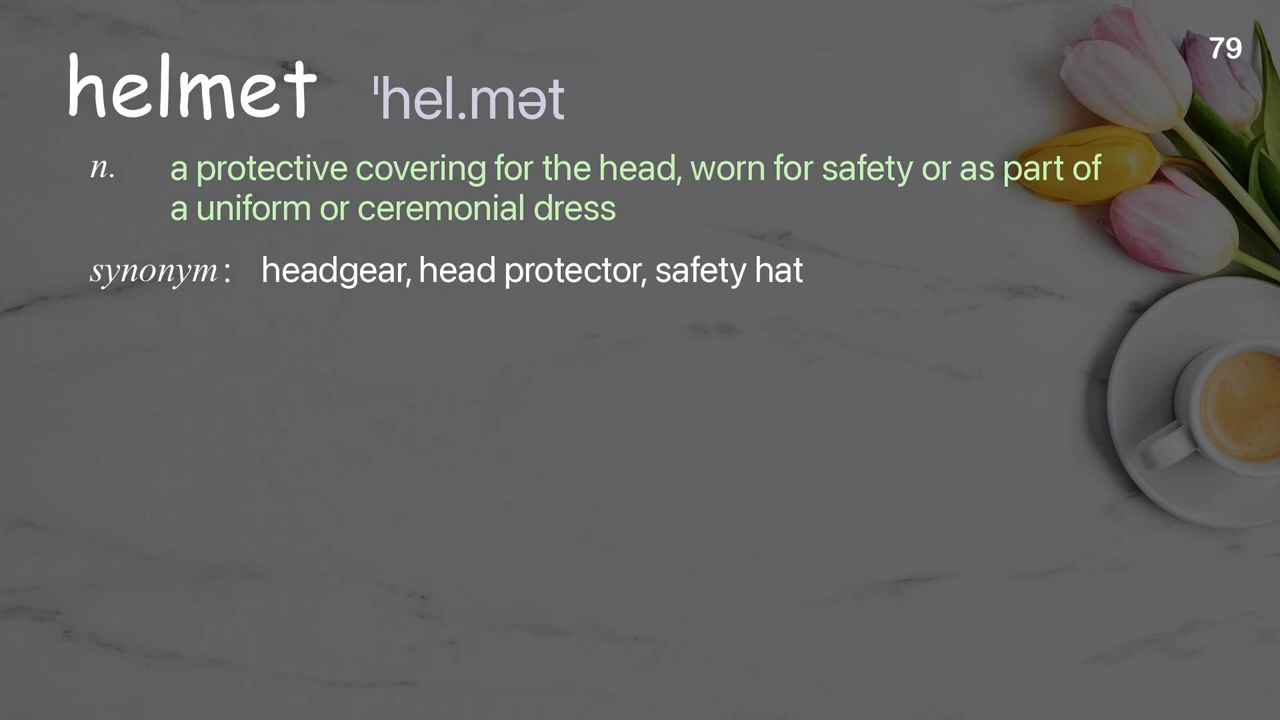 79
helmet ˈhel.mət
n. a protective covering for the head, worn for safety or as part of
a uniform or ceremonial dress
synonym: headgear, head protector, safety hat